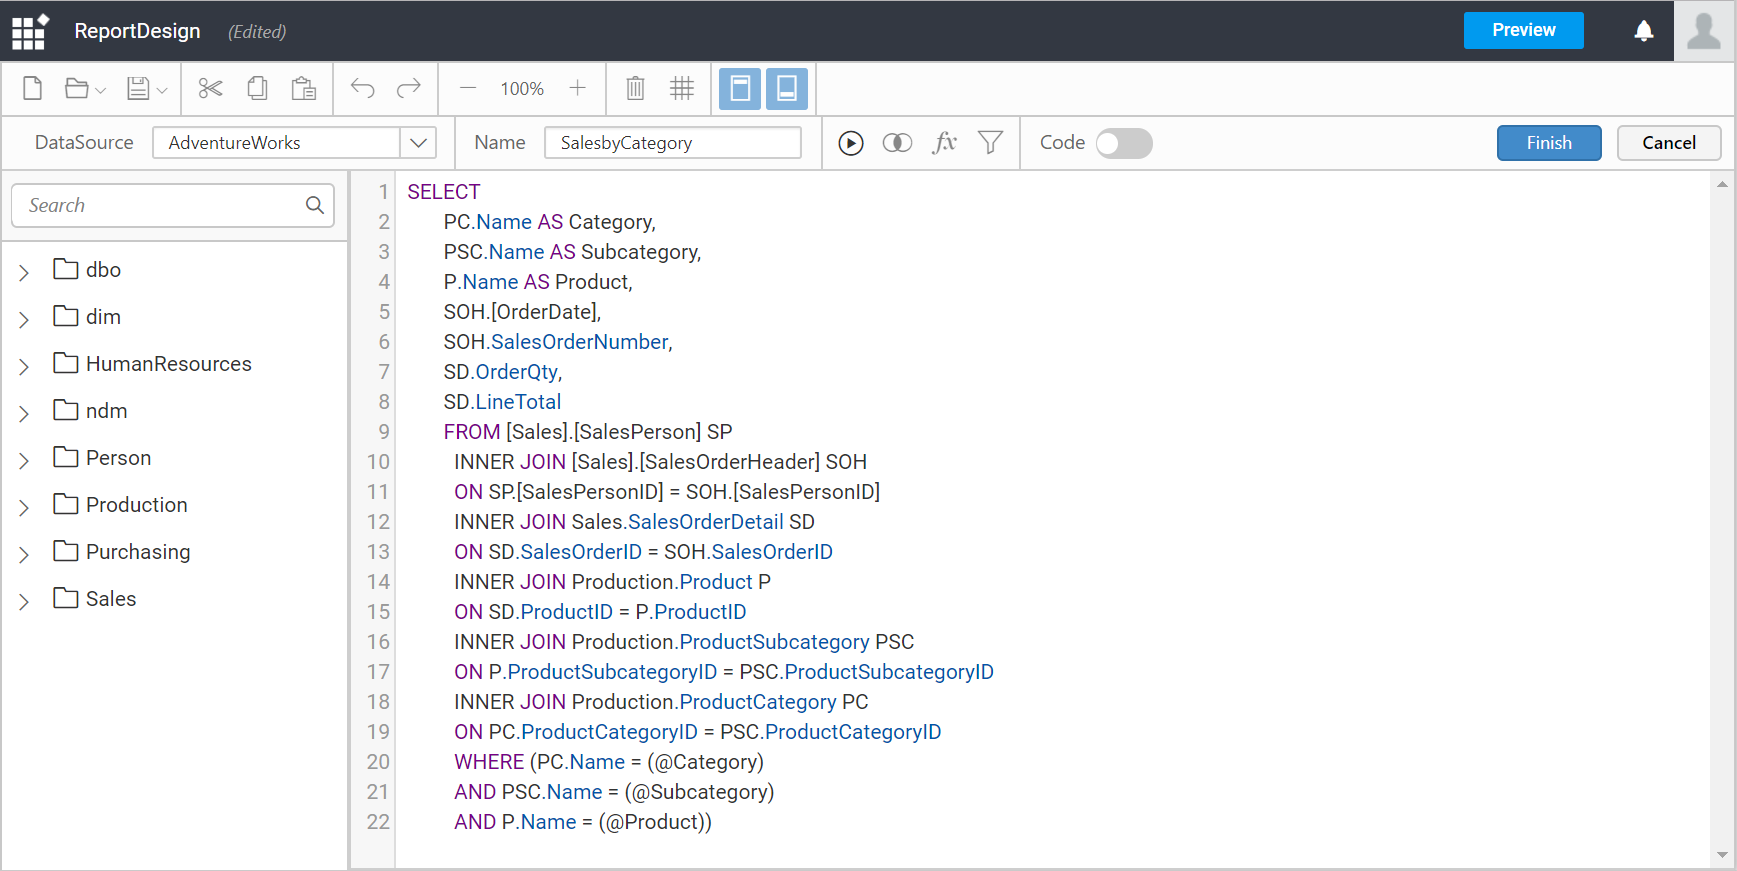 ReportDesign (Edited) Preview
100%
DataSource AdventureWorks Name SalesbyCategory fx Code Finish Cancel
Search
dbo
dim
HumanResources
ndm
Person
Production
Purchasing
Sales
1 SELECT
2 PC.Name AS Category,
3 PSC.Name AS Subcategory,
4 P.Name AS Product,
5 SOH.[OrderDate],
6 SOH.SalesOrderNumber,
7 SD.OrderQty,
8 SD.LineTotal
9 FROM [Sales].[SalesPerson] SP
10 INNER JOIN [Sales].[SalesOrderHeader] SOH
11 ON SP.[SalesPersonID] = SOH.[SalesPersonID]
12 INNER JOIN Sales.SalesOrderDetail SD
13 ON SD.SalesOrderID = SOH.SalesOrderID
14 INNER JOIN Production.Product P
15 ON SD.ProductID = P.ProductID
16 INNER JOIN Production.ProductSubcategory PSC
17 ON P.ProductSubcategoryID = PSC.ProductSubcategoryID
18 INNER JOIN Production.ProductCategory PC
19 ON PC.ProductCategoryID = PSC.ProductCategoryID
20 WHERE (PC.Name = (@Category)
21 AND PSC.Name = (@Subcategory)
22 AND P.Name = (@Product))